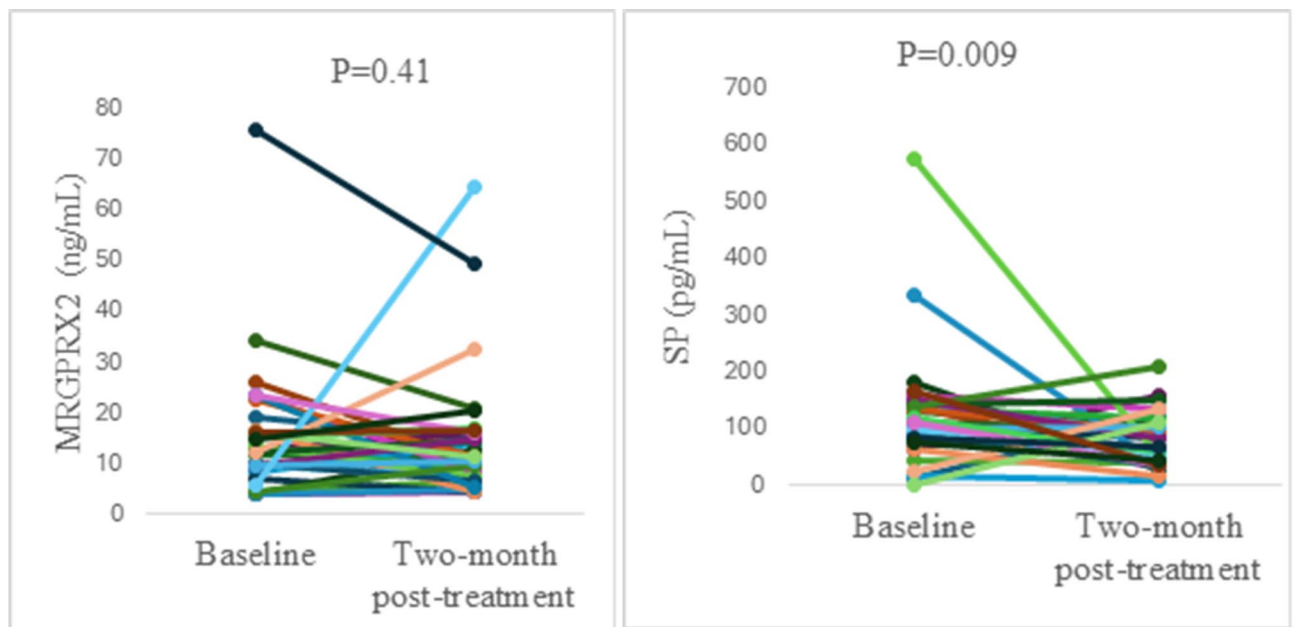 P=0.41
80
70
60
50
40
30
20
10
0
MRGPRX2 (ng/mL)
Baseline
Two-month
post-treatment
P=0.009
700
600
500
400
300
200
100
0
SP (pg/mL)
Baseline
Two-month
post-treatment